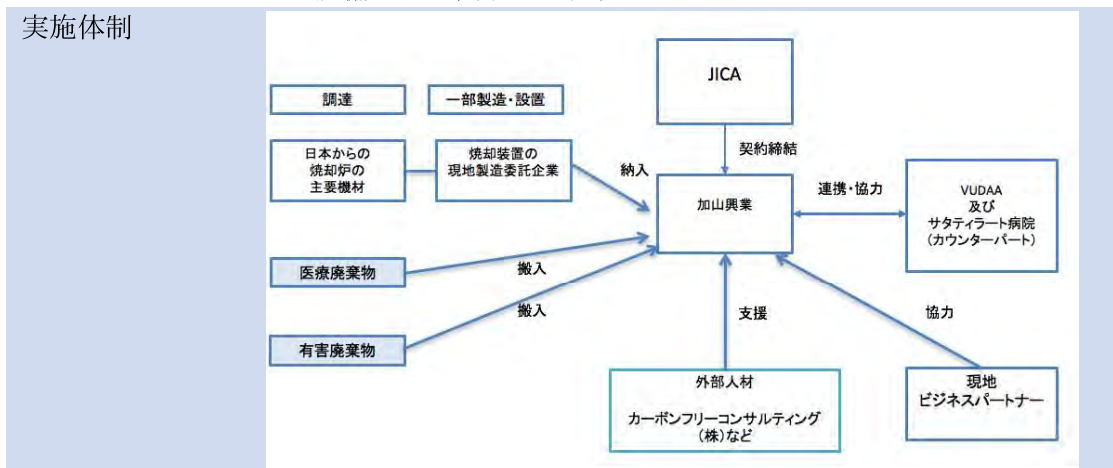 実施体制
JICA
調達
一部製造・設置
契約締結
日本からの
焼却炉の
主要機材
焼却装置の
現地製造委託企業
納入
加山興業
連携・協力
VUDAA
及び
サタティラート病院
(カウンターパート)
医療廃棄物
搬入
搬入
有害廃棄物
支援
協力
外部人材
カーボンフリーコンサルティング
(株)など
現地
ビジネスパートナー